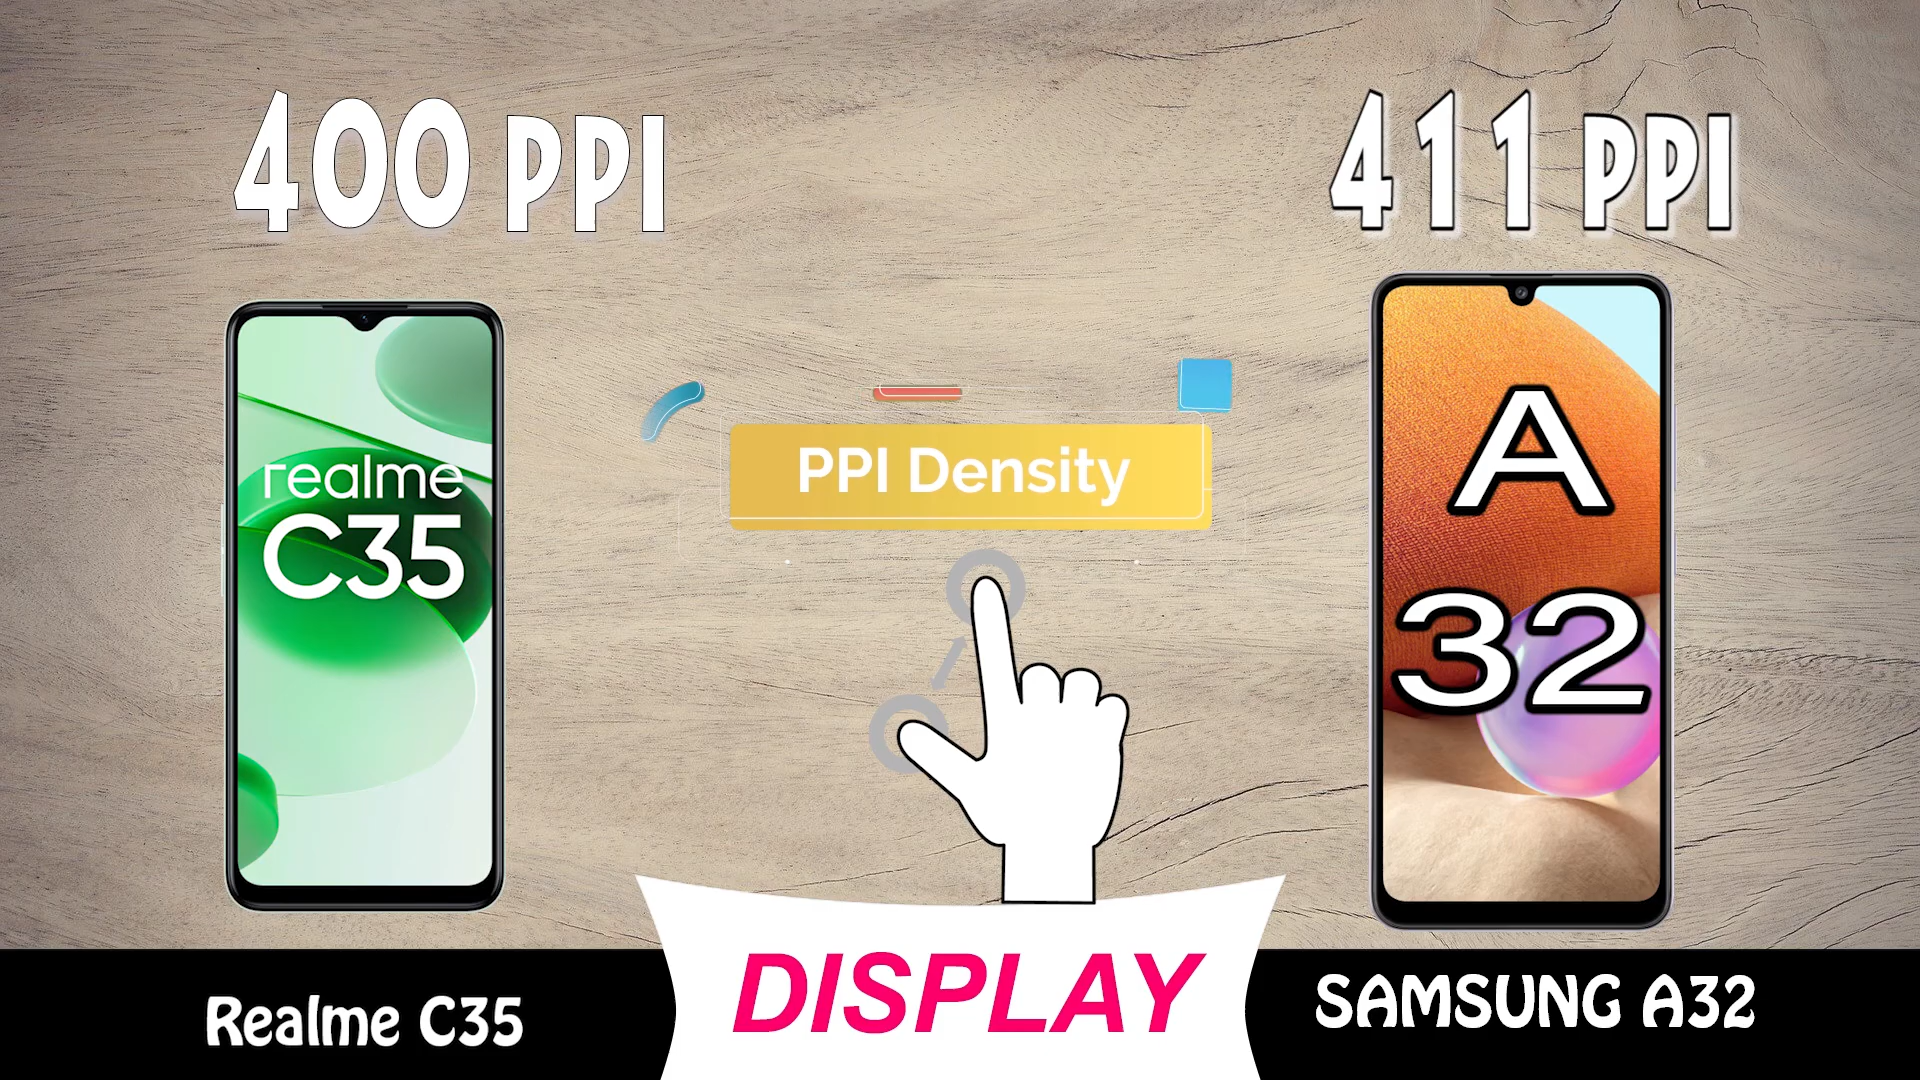 400 PPI
411 PPI
realme
C35
PPI Density
A
32
Realme C35
DISPLAY
SAMSUNG A32